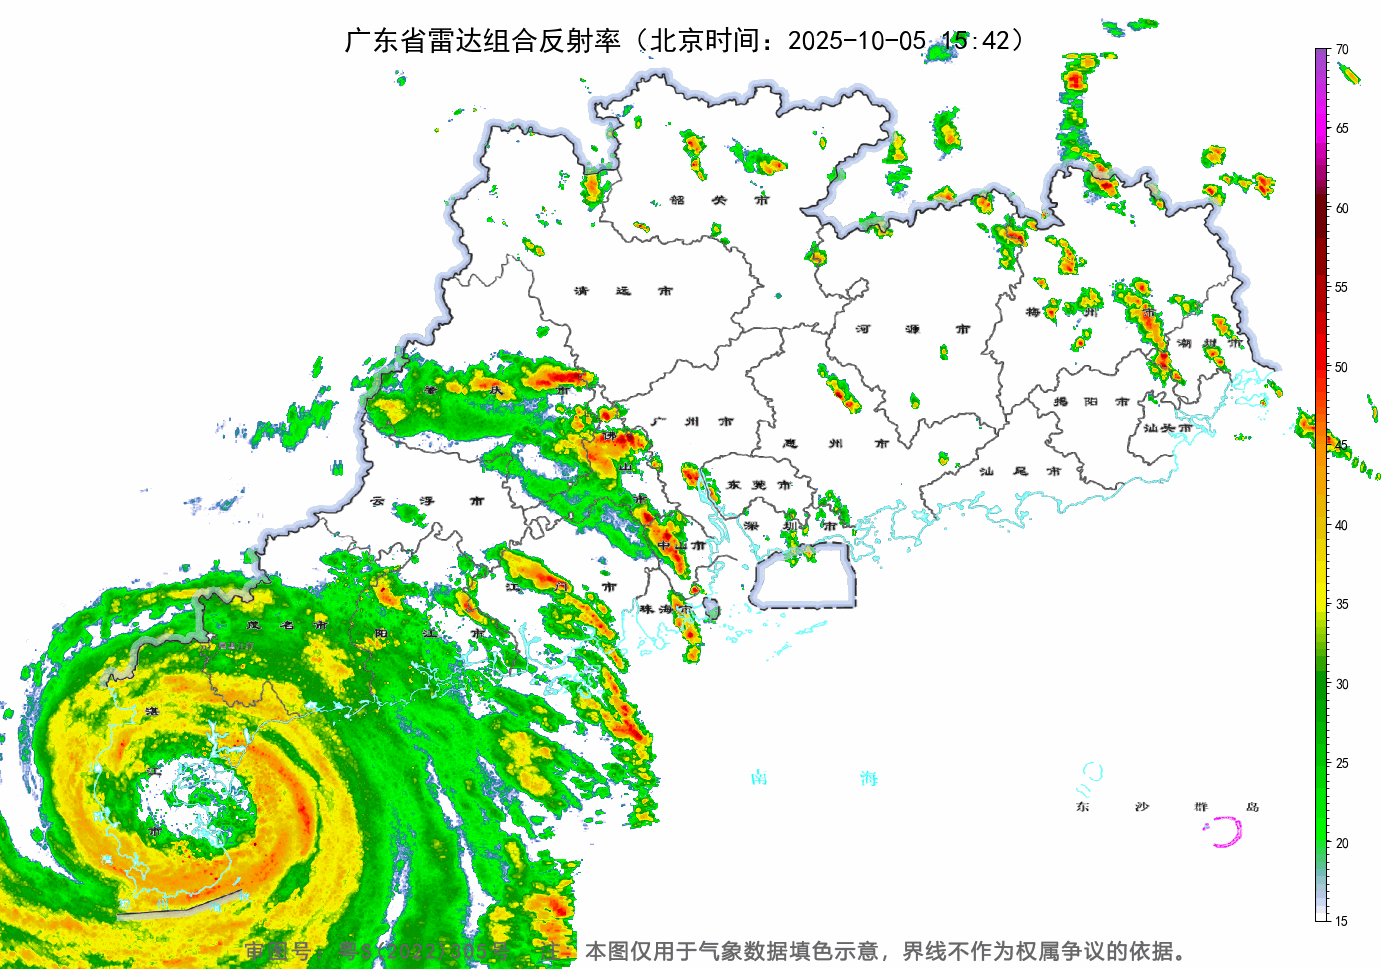 广东省雷达组合反射率（北京时间：2025-10-05 15:42）
70
65
60
55
50
45
40
35
30
25
20
15
韶关市
清远市
河源市
梅州市
潮州市
肇庆市
广州市
惠州市
揭阳市
汕头市
佛山市
东莞市
汕尾市
云浮市
深圳市
中山市
江门市
珠海市
茂名市
阳江市
湛江市
南海
东沙群岛
审图号：粤S(2022)305号 注：本图仅用于气象数据填色示意，界线不作为权属争议的依据。